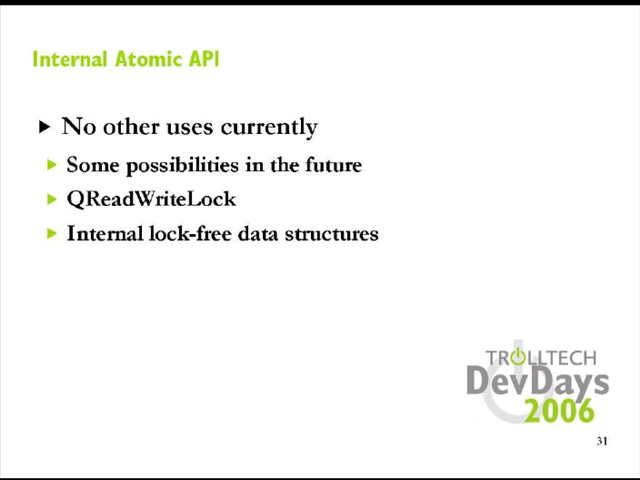 Internal Atomic API
No other uses currently
Some possibilities in the future
QReadWriteLock
Internal lock-free data structures
TROLLTECH
DevDays
2006
31